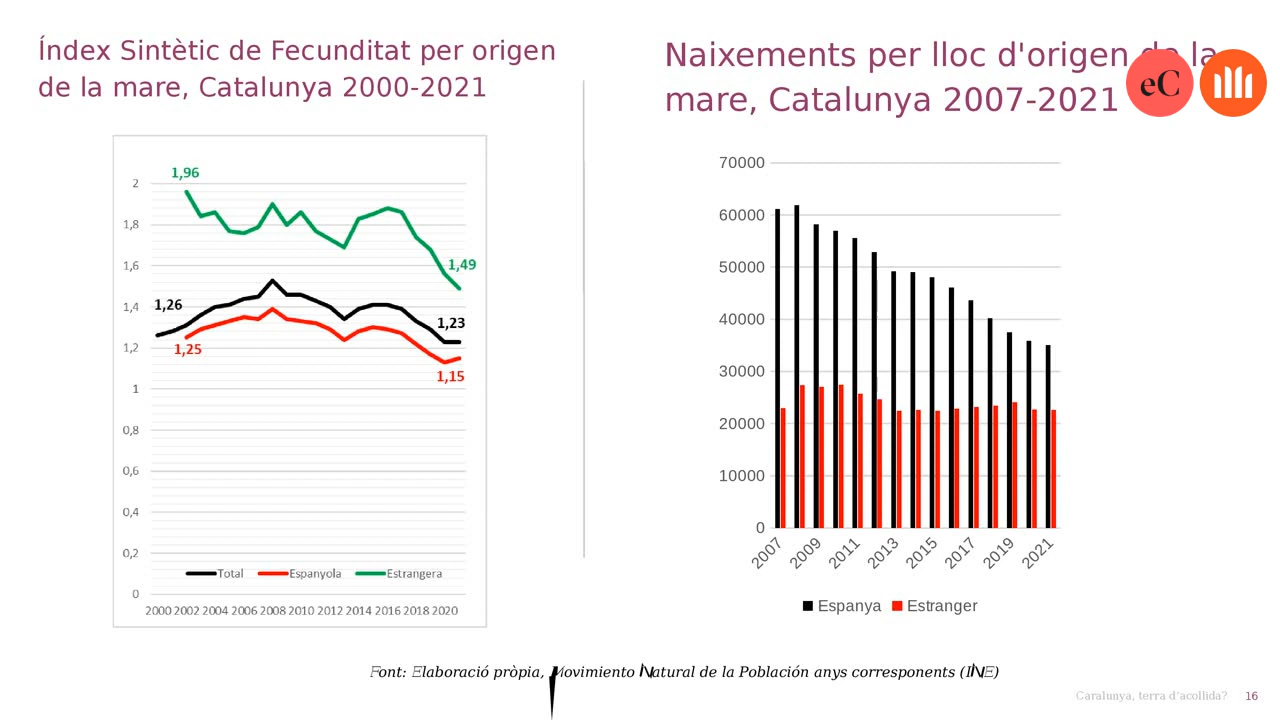 Índex Sintètic de Fecunditat per origen
de la mare, Catalunya 2000-2021
1,96
2
1,8
1,6
1,49
1,4
1,26
1,23
1,2
1,25
1,15
1
0,8
0,6
0,4
0,2
0
Total Espanyola Estrangera
2000 2002 2004 2006 2008 2010 2012 2014 2016 2018 2020
Naixements per lloc d'origen de la
mare, Catalunya 2007-2021
eC
70000
60000
50000
40000
30000
20000
10000
0
2007 2009 2011 2013 2015 2017 2019 2021
Espanya Estranger
Font: Elaboració pròpia, Movimiento Natural de la Población anys corresponents (INE)
Caralunya, terra d'acollida? 16